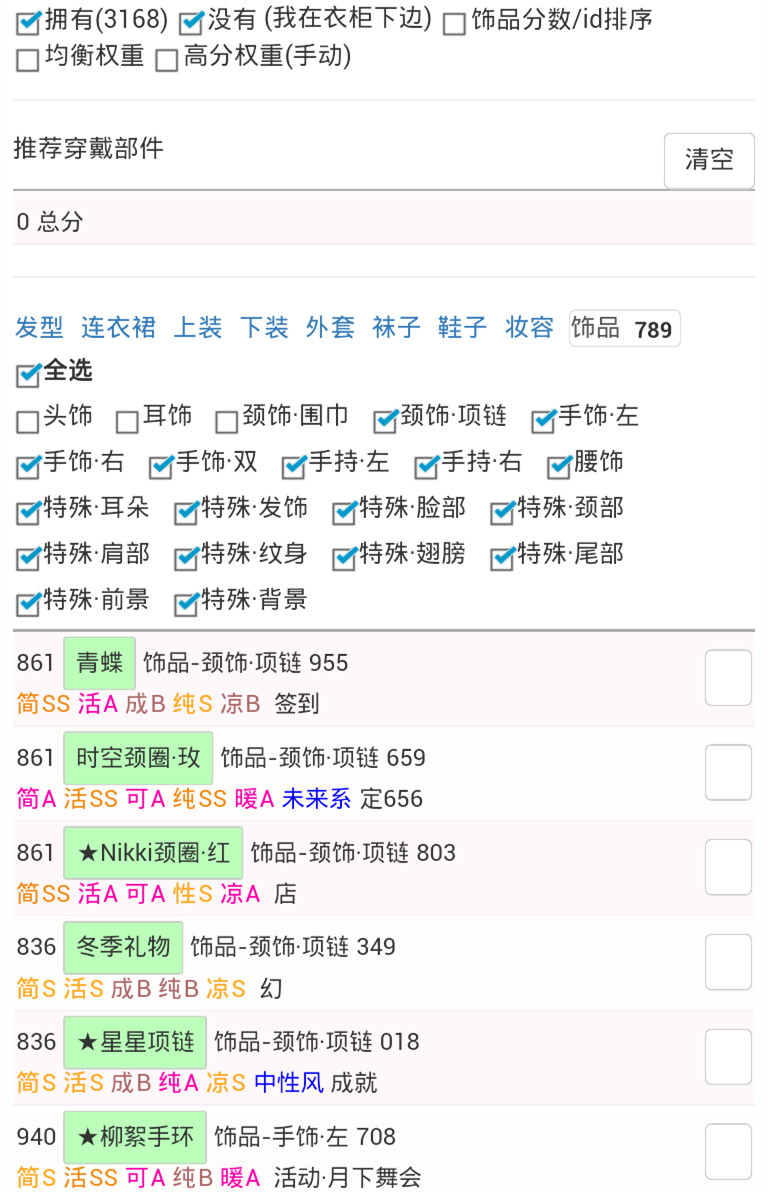 拥有(3168) 没有 (我在衣柜下边) 饰品分数/id排序
均衡权重 高分权重(手动)
推荐穿戴部件
清空
0 总分
发型 连衣裙 上装 下装 外套 袜子 鞋子 妆容 饰品 789
全选
头饰 耳饰 颈饰·围巾 颈饰·项链 手饰·左
手饰·右 手饰·双 手持·左 手持·右 腰饰
特殊·耳朵 特殊·发饰 特殊·脸部 特殊·颈部
特殊·肩部 特殊·纹身 特殊·翅膀 特殊·尾部
特殊·前景 特殊·背景
861 青蝶 饰品-颈饰·项链 955
简SS 活A 成B 纯S 凉B 签到
861 时空颈圈·玫 饰品-颈饰·项链 659
简A 活SS 可A 纯SS 暖A 未来系 定656
861 ★Nikki颈圈·红 饰品-颈饰·项链 803
简SS 活A 可A 性S 凉A 店
836 冬季礼物 饰品-颈饰·项链 349
简S 活S 成B 纯B 凉S 幻
836 ★星星项链 饰品-颈饰·项链 018
简S 活S 成B 纯A 凉S 中性风 成就
940 ★柳絮手环 饰品-手饰·左 708
简S 活SS 可A 纯B 暖A 活动·月下舞会